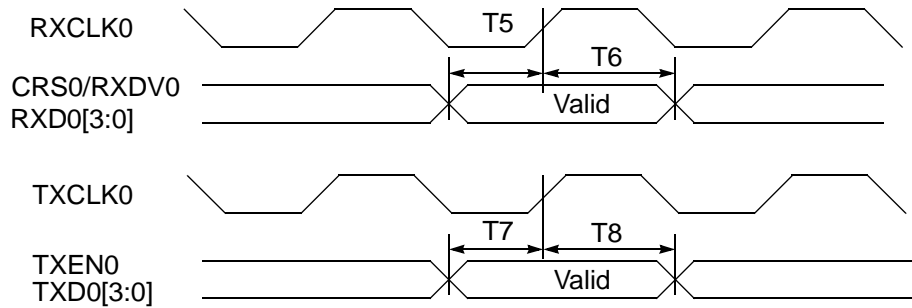 RXCLK0
T5
T6
CRS0/RXDV0
RXD0[3:0]
Valid
TXCLK0
T7
T8
TXEN0
TXD0[3:0]
Valid